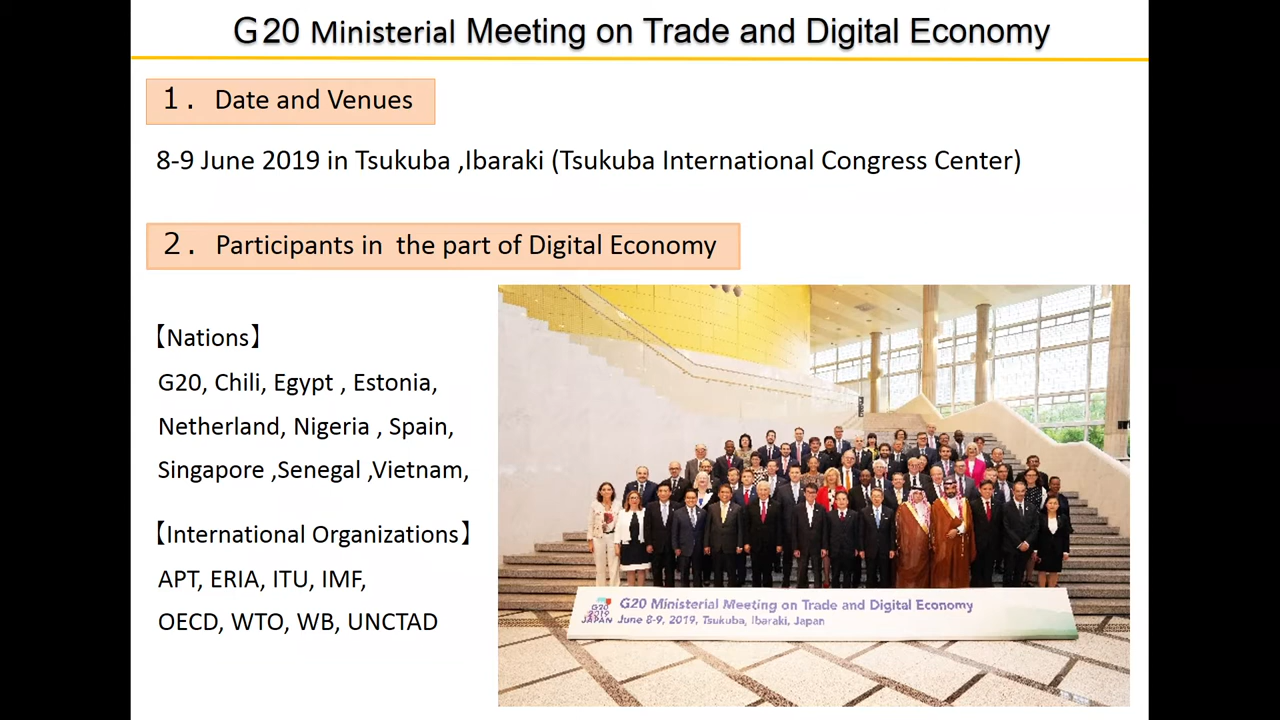 G20 Ministerial Meeting on Trade and Digital Economy
１． Date and Venues
8-9 June 2019 in Tsukuba ,Ibaraki (Tsukuba International Congress Center)
２． Participants in the part of Digital Economy
【Nations】
G20, Chili, Egypt , Estonia,
Netherland, Nigeria , Spain,
Singapore ,Senegal ,Vietnam,
【International Organizations】
APT, ERIA, ITU, IMF,
OECD, WTO, WB, UNCTAD
G20
2019
JAPAN
G20 Ministerial Meeting on Trade and Digital Economy
June 8-9, 2019, Tsukuba, Ibaraki, Japan